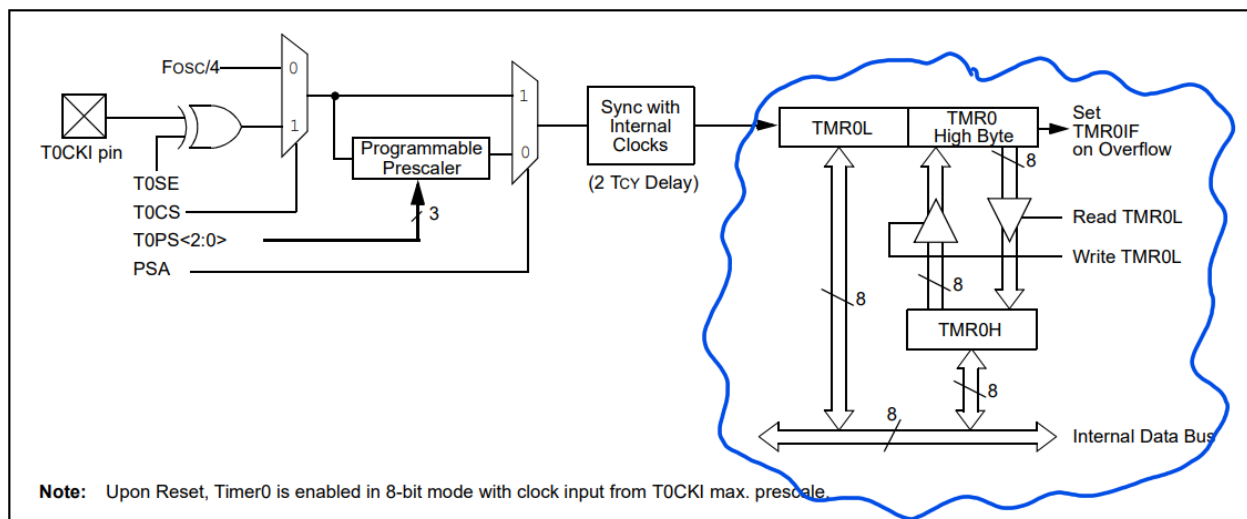 FOSC/4
0
1
T0CKI pin
T0SE
T0CS
T0PS<2:0>
PSA
Programmable
Prescaler
3
1
0
Sync with
Internal
Clocks
(2 TCY Delay)
TMR0L
TMR0
High Byte
Set
TMR0IF
on Overflow
8
Read TMR0L
Write TMR0L
8
8
TMR0H
8
8
Internal Data Bus
Note: Upon Reset, Timer0 is enabled in 8-bit mode with clock input from T0CKI max. prescale.